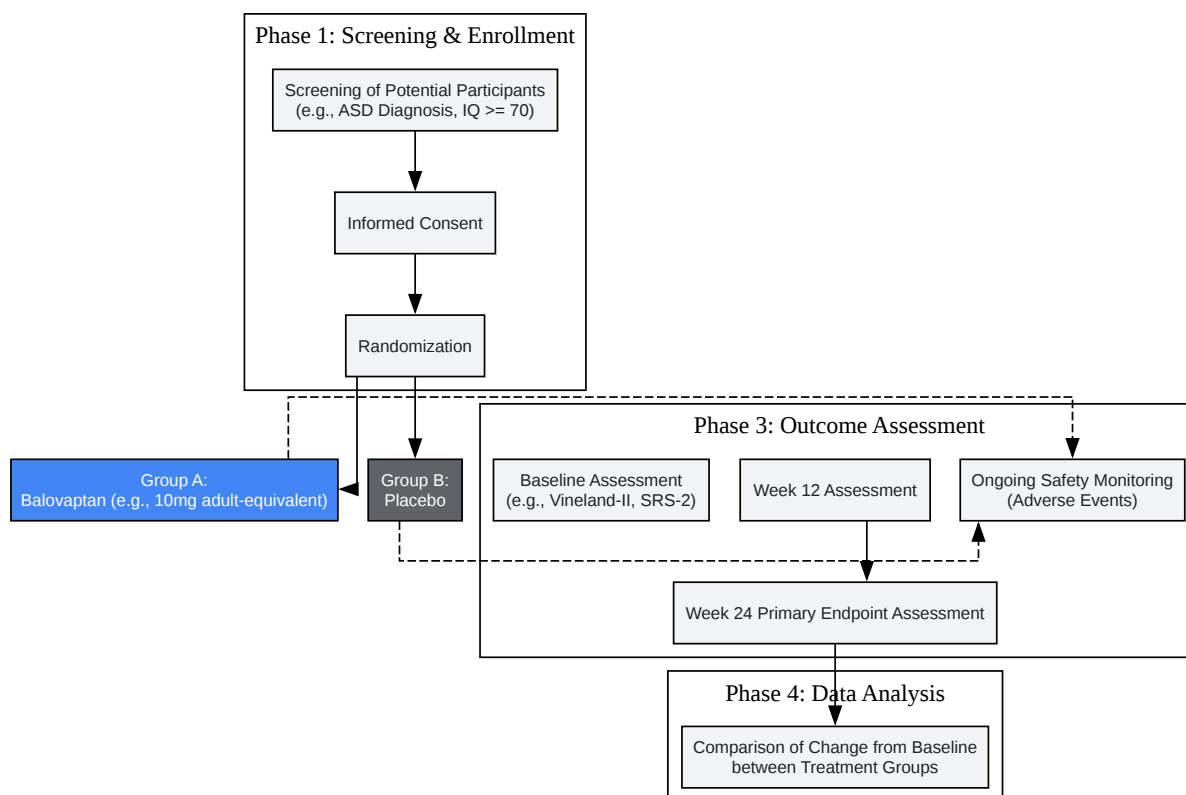 Phase 1: Screening & Enrollment
Screening of Potential Participants
(e.g., ASD Diagnosis, IQ >= 70)
Informed Consent
Randomization
Phase 3: Outcome Assessment
Group A:
Balovaptan (e.g., 10mg adult-equivalent)
Group B:
Placebo
Baseline Assessment
(e.g., Vineland-II, SRS-2)
Week 12 Assessment
Ongoing Safety Monitoring
(Adverse Events)
Week 24 Primary Endpoint Assessment
Phase 4: Data Analysis
Comparison of Change from Baseline
between Treatment Groups